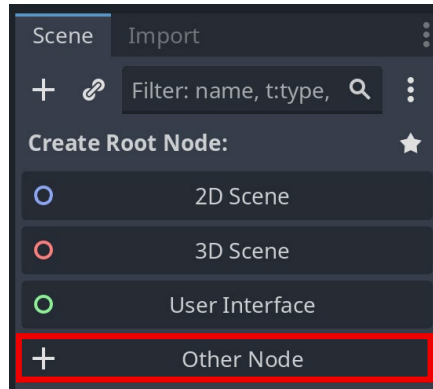 Scene Import
Filter: name, t:type,
Create Root Node:
2D Scene
3D Scene
User Interface
Other Node